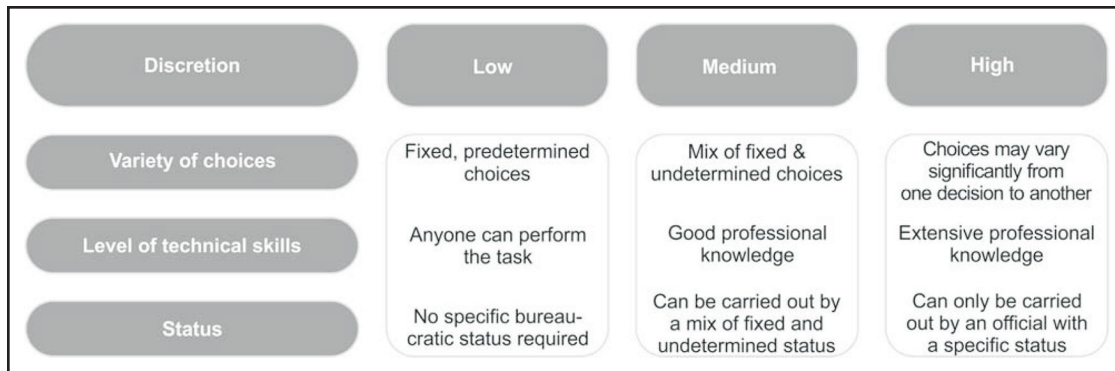 Discretion
Low
Medium
High
Variety of choices
Fixed, predetermined
choices
Mix of fixed &
undetermined choices
Choices may vary
significantly from
one decision to another
Level of technical skills
Anyone can perform
the task
Good professional
knowledge
Extensive professional
knowledge
Status
No specific bureau-
cratic status required
Can be carried out by
a mix of fixed and
undetermined status
Can only be carried
out by an official with
a specific status